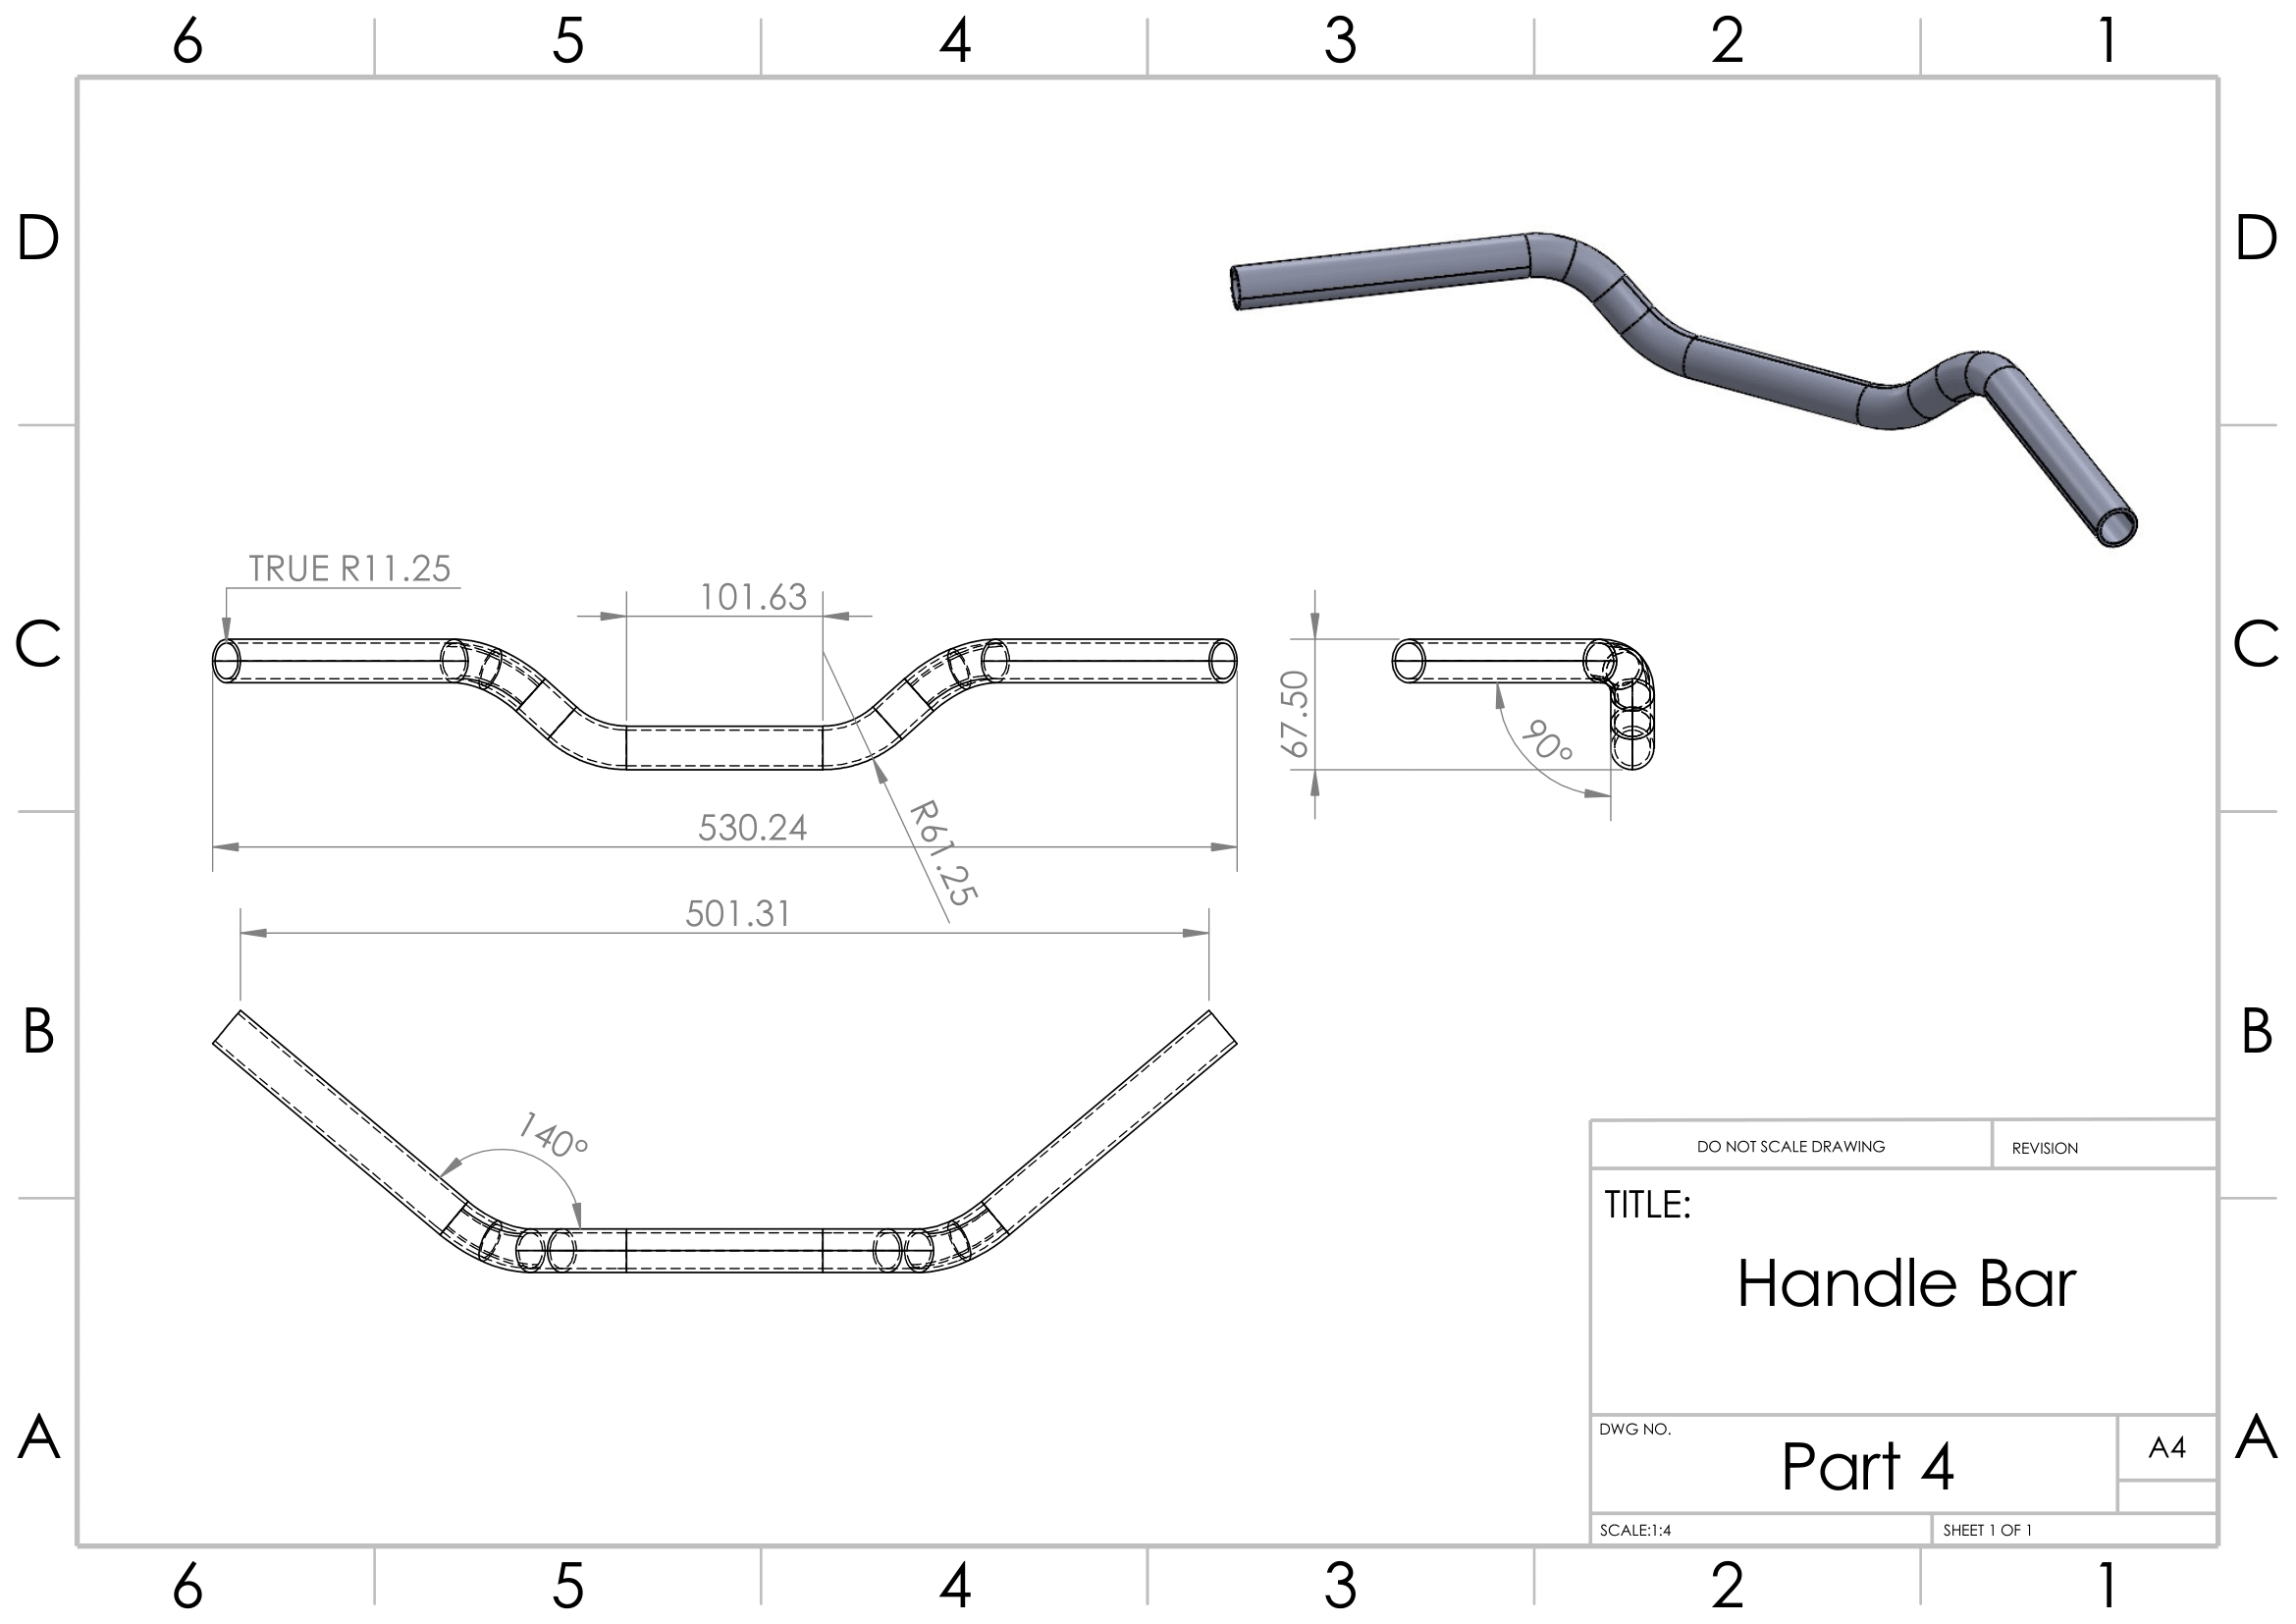 6 5 4 3 2 1
D D
TRUE R11.25
101.63
67.50
90°
C C
530.24
R61.25
501.31
B B
140°
DO NOT SCALE DRAWING REVISION
TITLE:
Handle Bar
DWG NO.
Part 4
A4
A A
SCALE:1:4 SHEET 1 OF 1
6 5 4 3 2 1